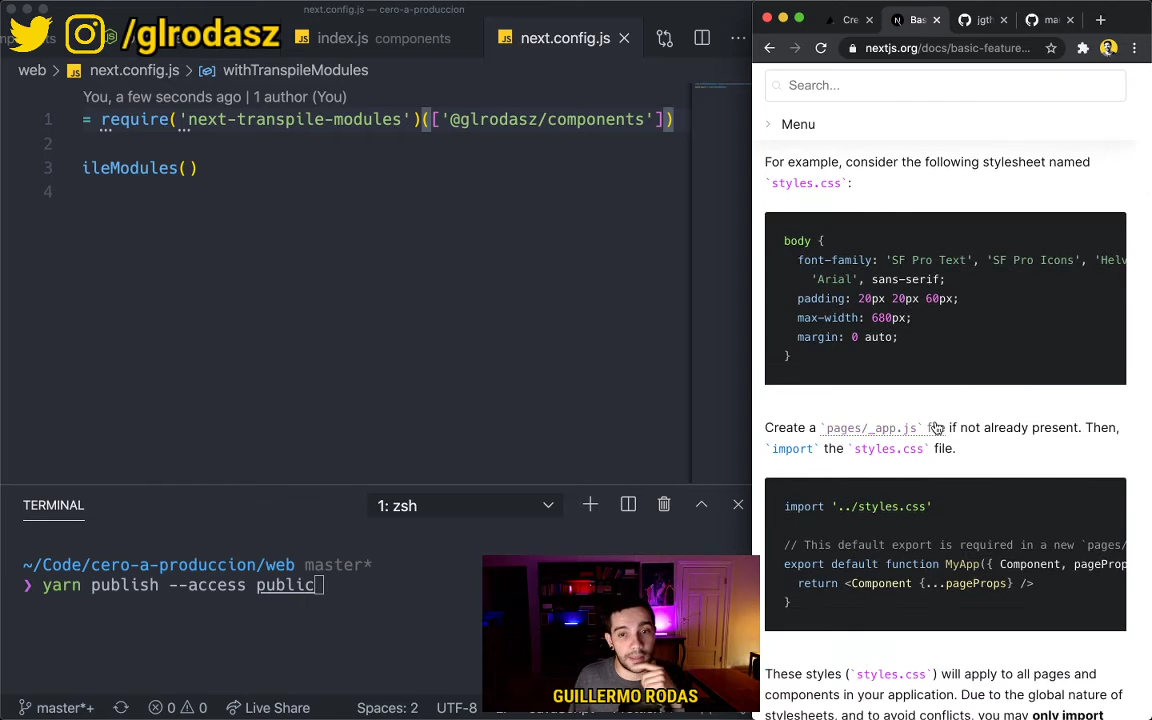 next.config.js — cero-a-produccion
/glrodasz
index.js components
next.config.js
web > next.config.js > withTranspileModules
You, a few seconds ago | 1 author (You)
1 = require('next-transpile-modules')(['@glrodasz/components'])
2
3 ileModules()
4
TERMINAL
1: zsh
~/Code/cero-a-produccion/web master*
❯ yarn publish --access public
GUILLERMO RODAS
master*+
0
0
Live Share
Spaces: 2
UTF-8
Cre
Bas
jgth
mar
nextjs.org/docs/basic-feature...
Search...
Menu
For example, consider the following stylesheet named
`styles.css`:
body {
font-family: 'SF Pro Text', 'SF Pro Icons', 'Helv
'Arial', sans-serif;
padding: 20px 20px 60px;
max-width: 680px;
margin: 0 auto;
}
Create a `pages/_app.js` if not already present. Then,
`import` the `styles.css` file.
import '../styles.css'
// This default export is required in a new `pages/
export default function MyApp({ Component, pageProp
return <Component {...pageProps} />
}
These styles (`styles.css`) will apply to all pages and
components in your application. Due to the global nature of
stylesheets, and to avoid conflicts, you may only import